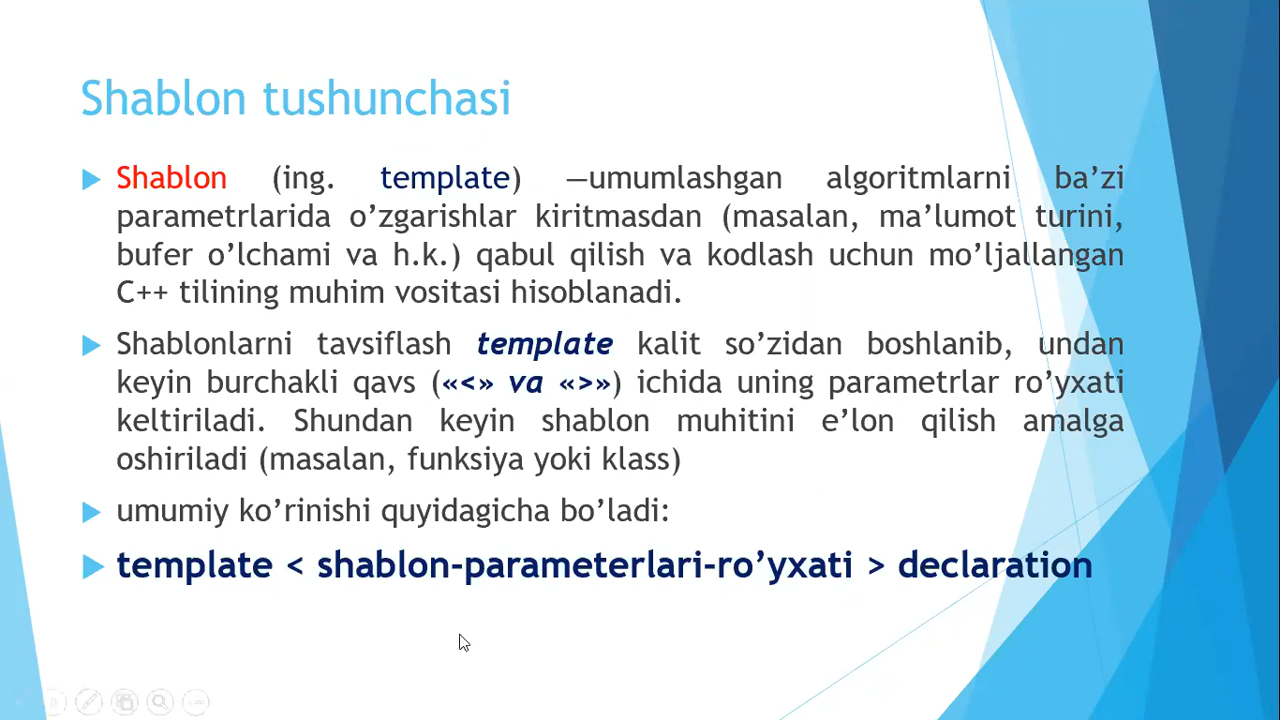 Shablon tushunchasi
Shablon (ing. template) —umumlashgan algoritmlarni ba’zi
parametrlarida o’zgarishlar kiritmasdan (masalan, ma’lumot turini,
bufer o’lchami va h.k.) qabul qilish va kodlash uchun mo’ljallangan
C++ tilining muhim vositasi hisoblanadi.
Shablonlarni tavsiflash template kalit so’zidan boshlanib, undan
keyin burchakli qavs («<» va «>») ichida uning parametrlar ro’yxati
keltiriladi. Shundan keyin shablon muhitini e’lon qilish amalga
oshiriladi (masalan, funksiya yoki klass)
umumiy ko’rinishi quyidagicha bo’ladi:
template < shablon-parameterlari-ro’yxati > declaration